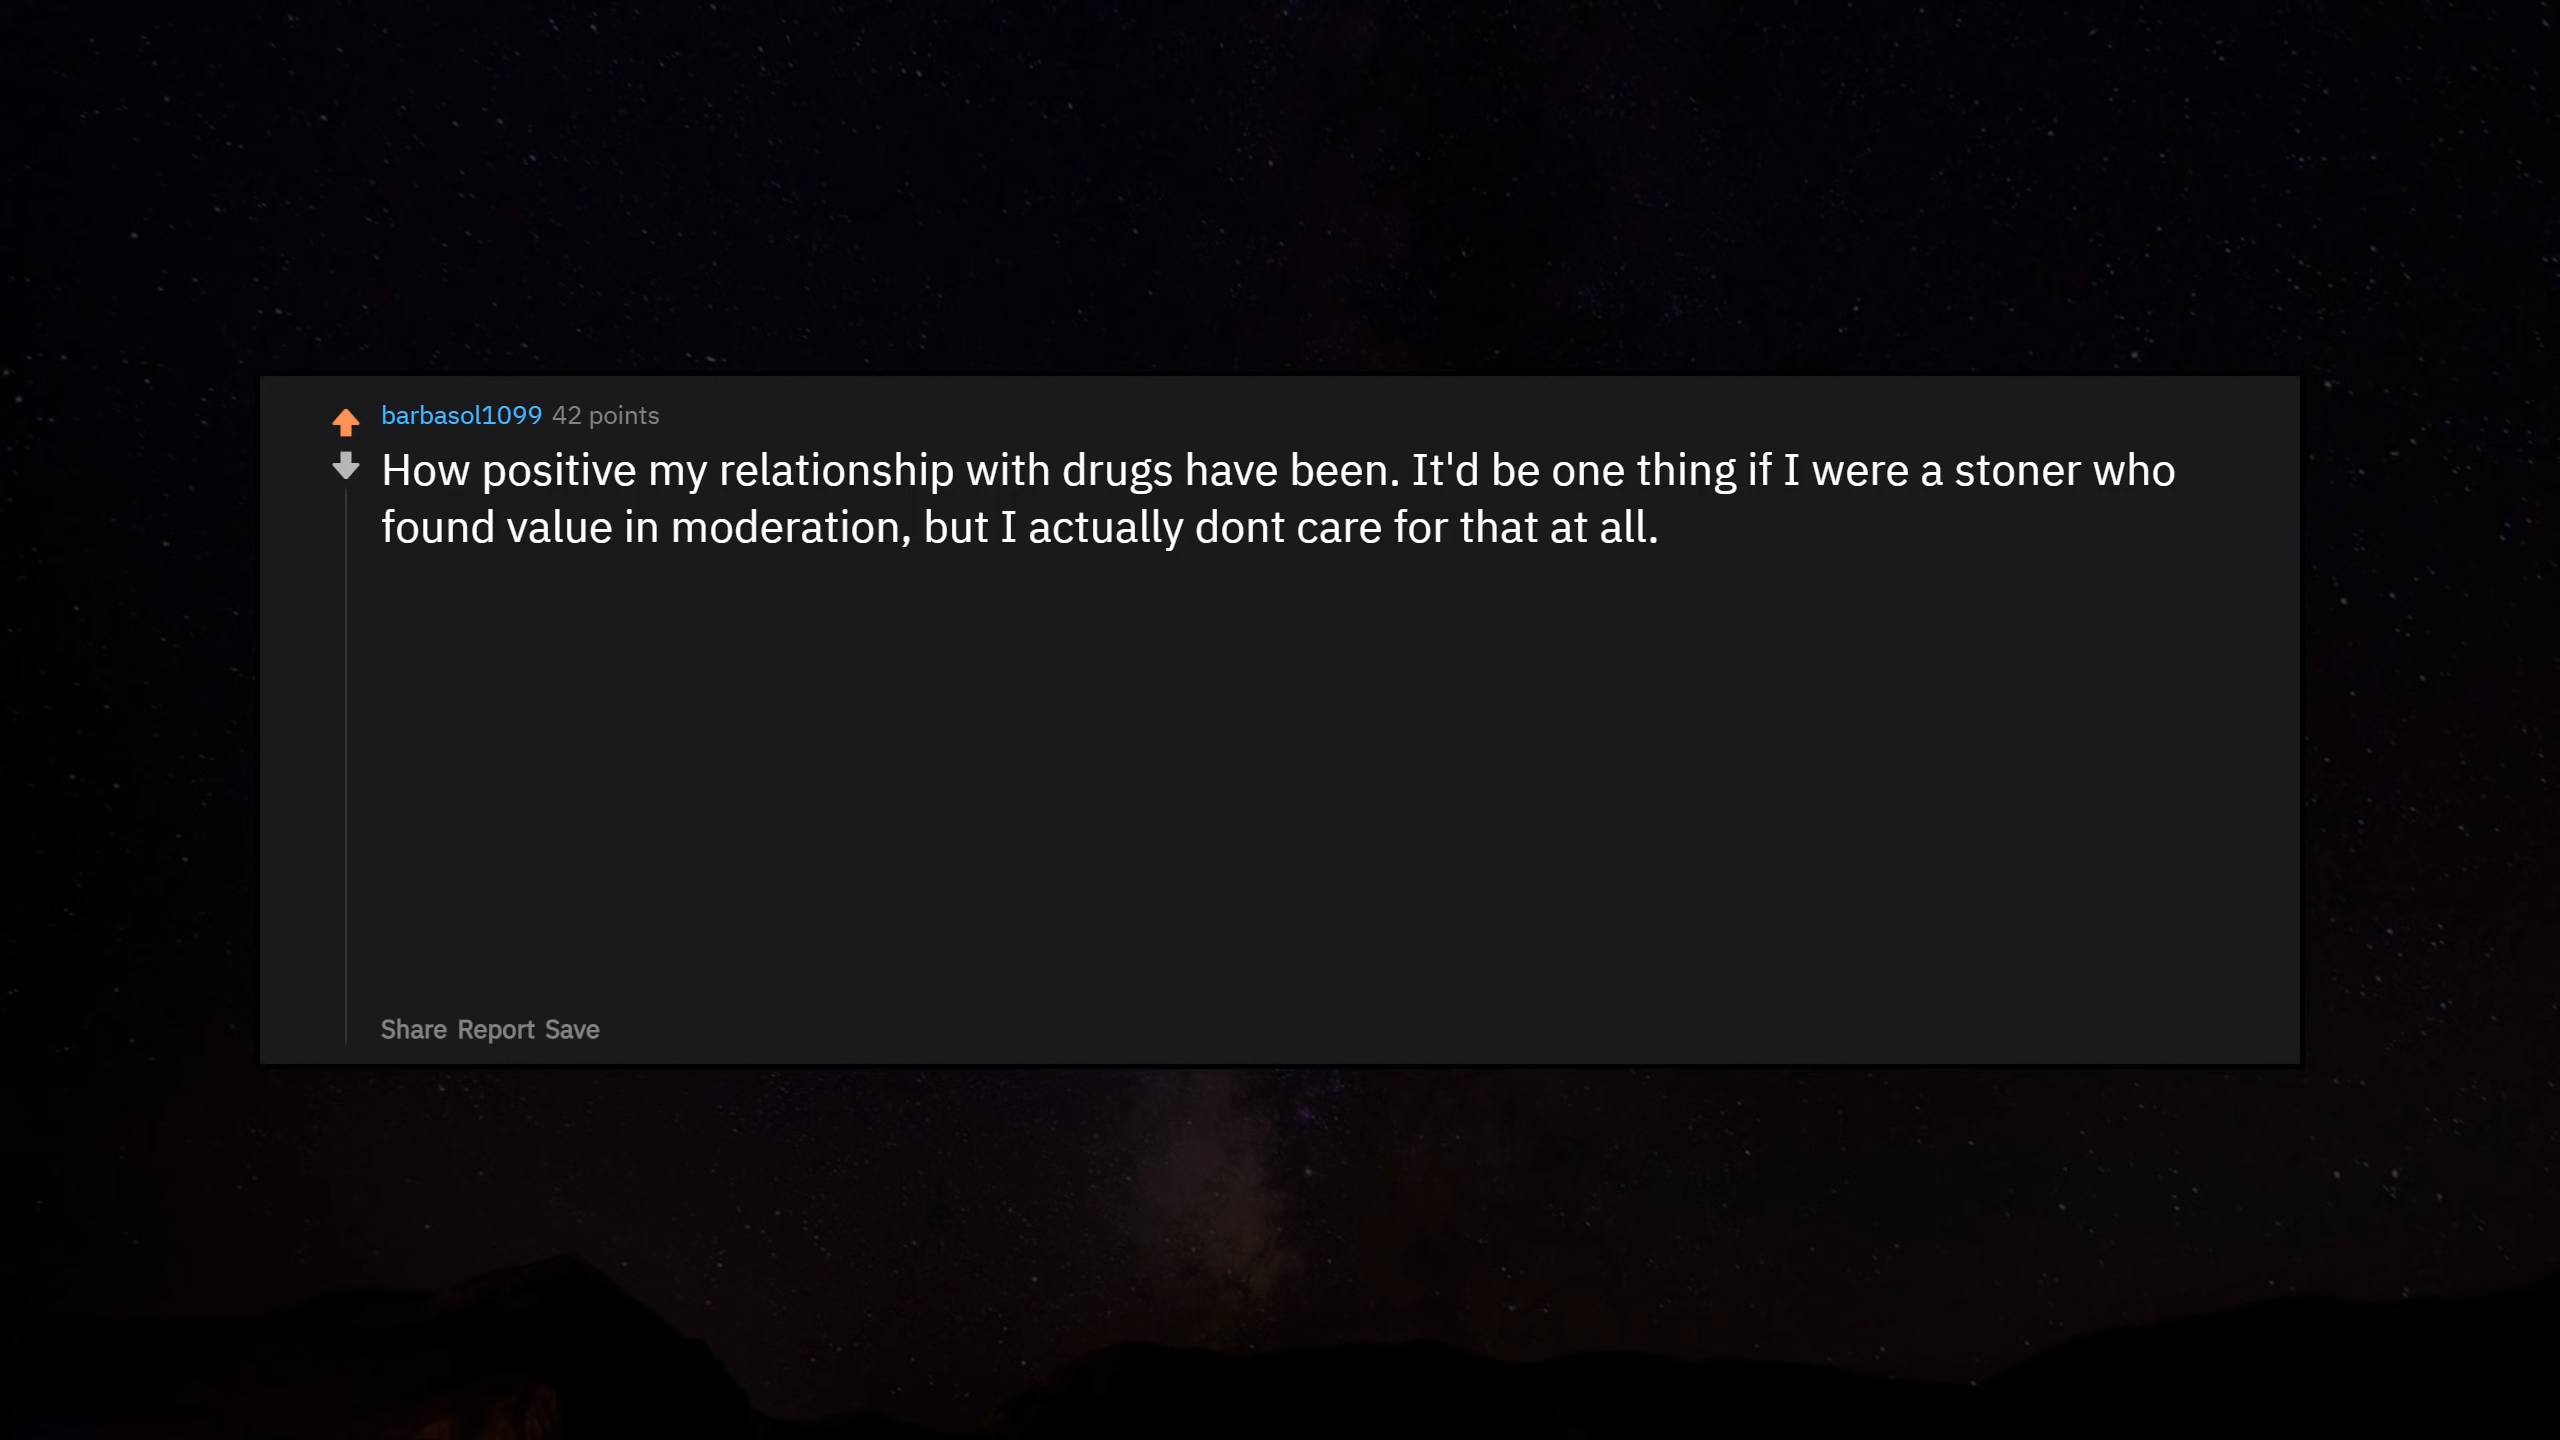 barbasol1099 42 points
How positive my relationship with drugs have been. It'd be one thing if I were a stoner who
found value in moderation, but I actually dont care for that at all.
Share Report Save